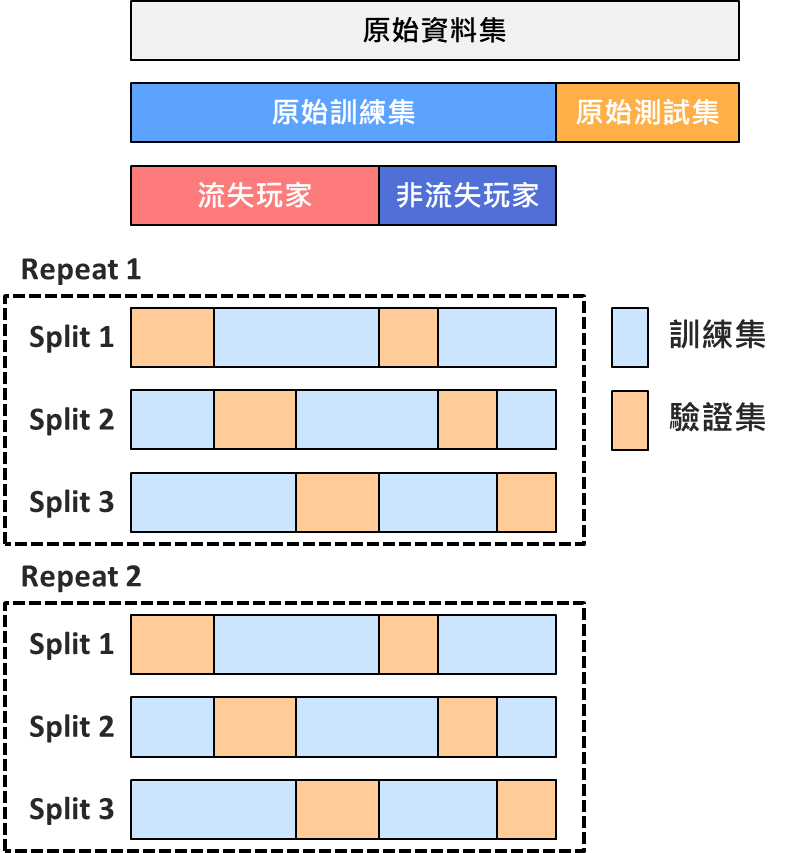 原始資料集
原始訓練集
原始測試集
流失玩家
非流失玩家
Repeat 1
Split 1
訓練集
Split 2
驗證集
Split 3
Repeat 2
Split 1
Split 2
Split 3